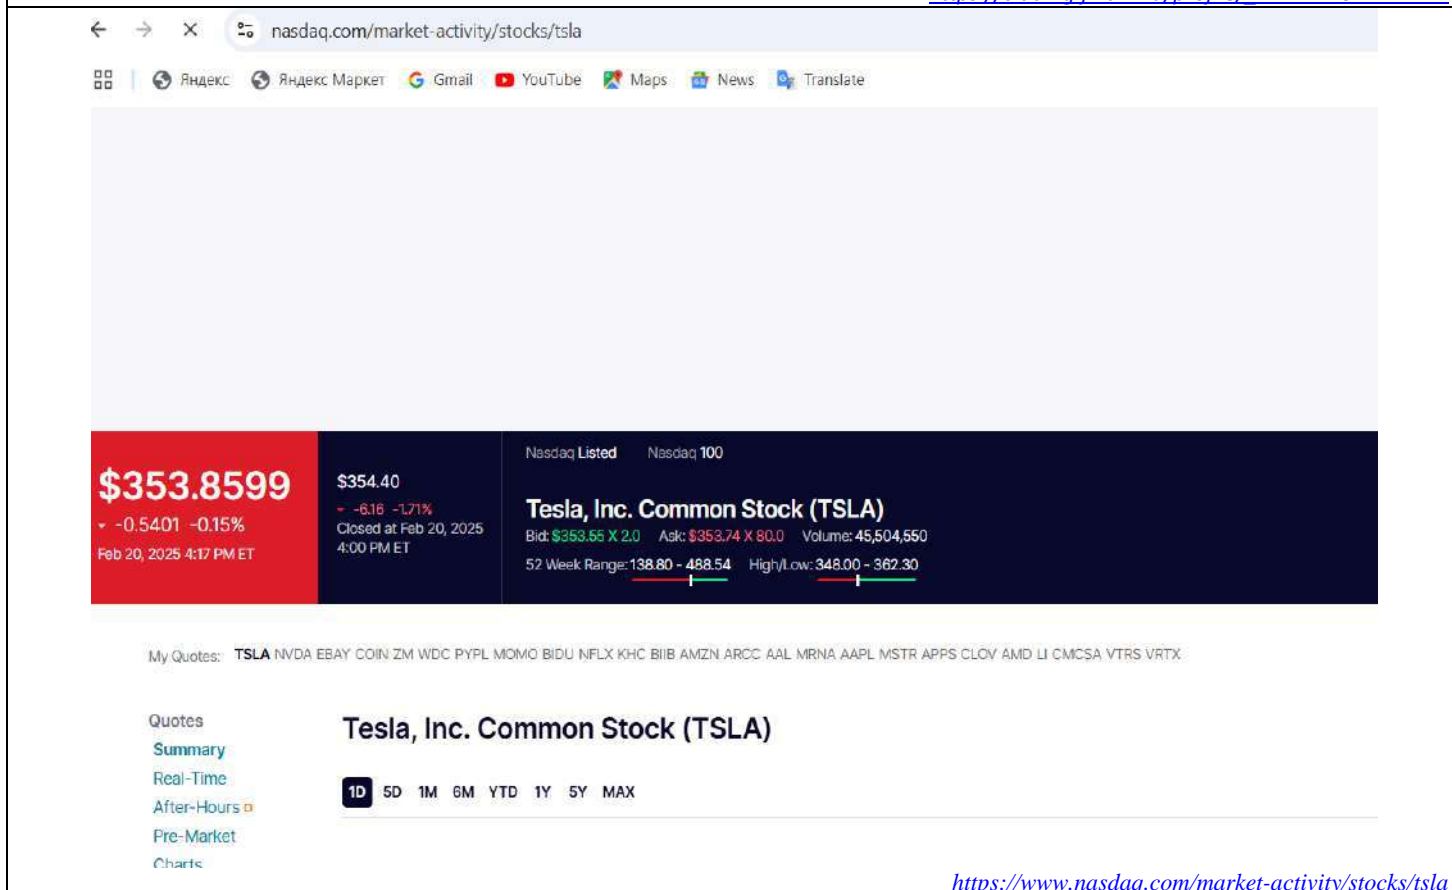 nasdaq.com/market-activity/stocks/tsla
Яндекс Яндекс Маркет Gmail YouTube Maps News Translate
$353.8599
-0.5401 -0.15%
Feb 20, 2025 4:17 PM ET
$354.40
-6.16 -1.71%
Closed at Feb 20, 2025
4:00 PM ET
Nasdaq Listed Nasdaq 100
Tesla, Inc. Common Stock (TSLA)
Bid: $353.55 X 2.0 Ask: $353.74 X 80.0 Volume: 45,504,550
52 Week Range: 138.80 - 488.54 High/Low: 348.00 - 362.30
My Quotes: TSLA NVDA EBAY COIN ZM WDC PYPL MOMO BIDU NFLX KHC BIIB AMZN ARCC AAL MRNA AAPL MSTR APPS CLOV AMD LI CMCSA VTRS VRTX
Quotes
Summary
Real-Time
After-Hours
Pre-Market
Charts
Tesla, Inc. Common Stock (TSLA)
1D 5D 1M 6M YTD 1Y 5Y MAX
https://www.nasdaq.com/market-activity/stocks/tsla